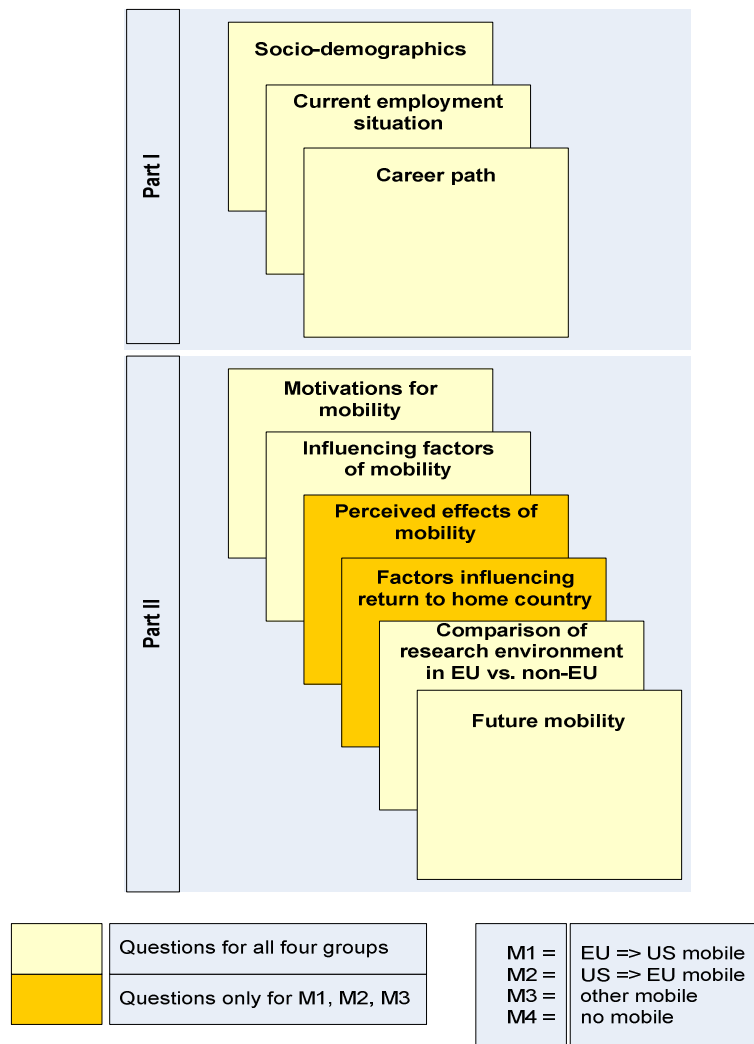 Part I
Socio-demographics
Current employment
situation
Career path
Part II
Motivations for
mobility
Influencing factors
of mobility
Perceived effects of
mobility
Factors influencing
return to home country
Comparison of
research environment
in EU vs. non-EU
Future mobility
Questions for all four groups
Questions only for M1, M2, M3
M1 = EU => US mobile
M2 = US => EU mobile
M3 = other mobile
M4 = no mobile